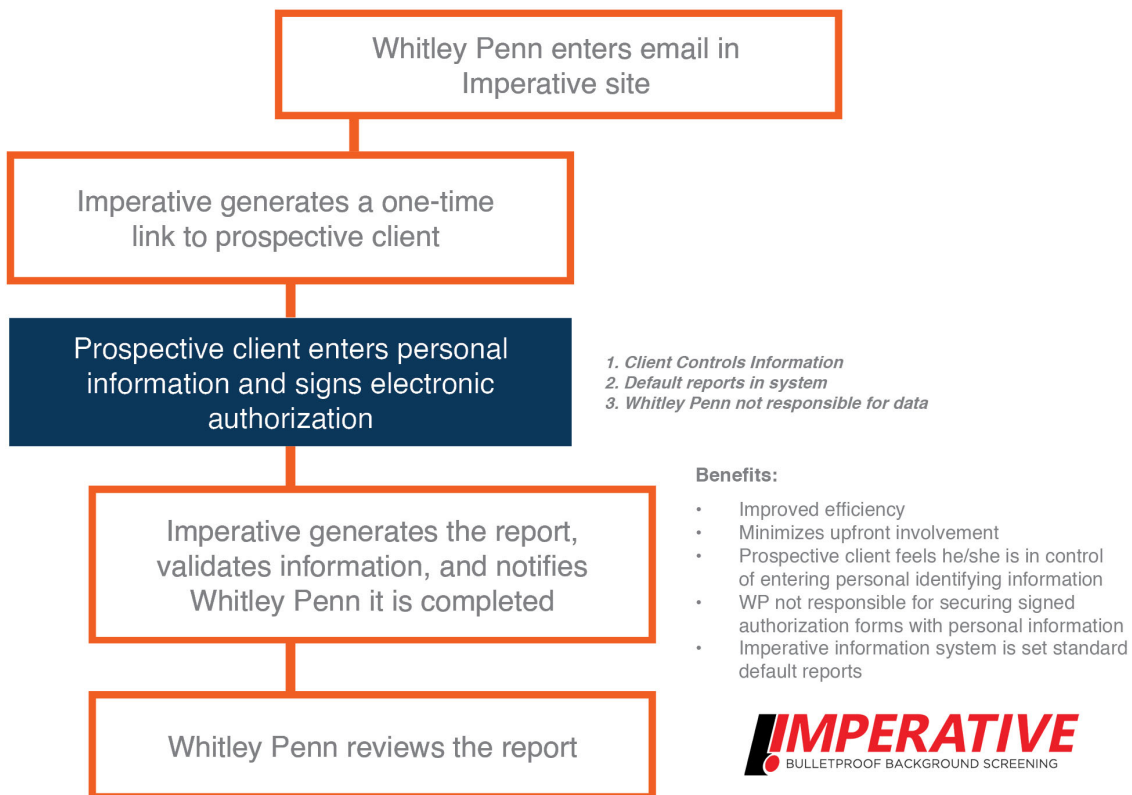 Whitley Penn enters email in
Imperative site
Imperative generates a one-time
link to prospective client
Prospective client enters personal
information and signs electronic
authorization
1. Client Controls Information
2. Default reports in system
3. Whitley Penn not responsible for data
Imperative generates the report,
validates information, and notifies
Whitley Penn it is completed
Benefits:
• Improved efficiency
• Minimizes upfront involvement
• Prospective client feels he/she is in control
of entering personal identifying information
• WP not responsible for securing signed
authorization forms with personal information
• Imperative information system is set standard
default reports
Whitley Penn reviews the report
IMPERATIVE
BULLETPROOF BACKGROUND SCREENING